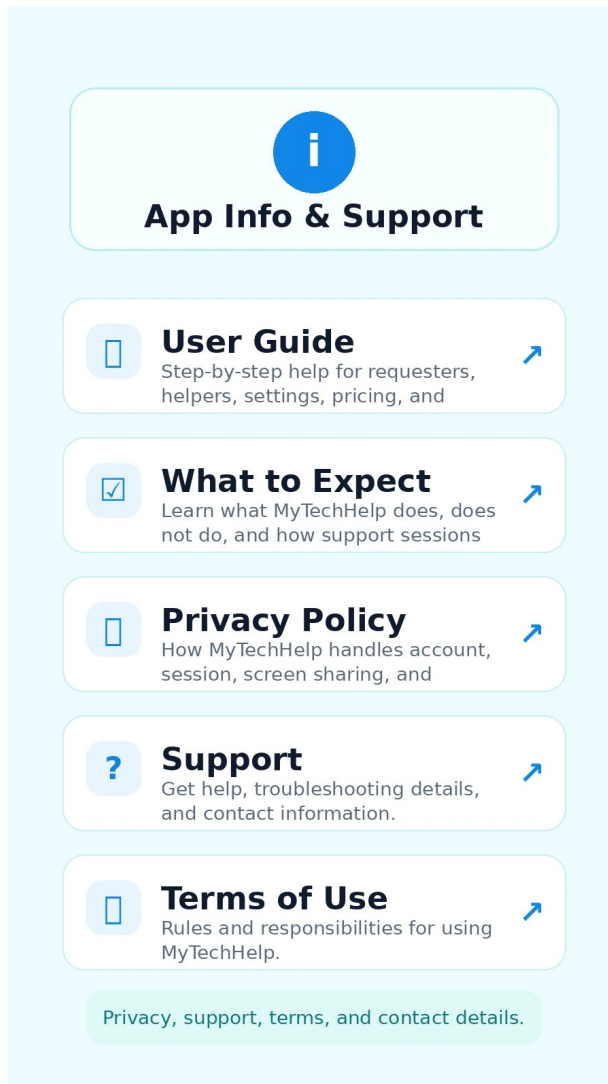 i
App Info & Support
User Guide
Step-by-step help for requesters,
helpers, settings, pricing, and
What to Expect
Learn what MyTechHelp does, does
not do, and how support sessions
Privacy Policy
How MyTechHelp handles account,
session, screen sharing, and
?
Support
Get help, troubleshooting details,
and contact information.
Terms of Use
Rules and responsibilities for using
MyTechHelp.
Privacy, support, terms, and contact details.